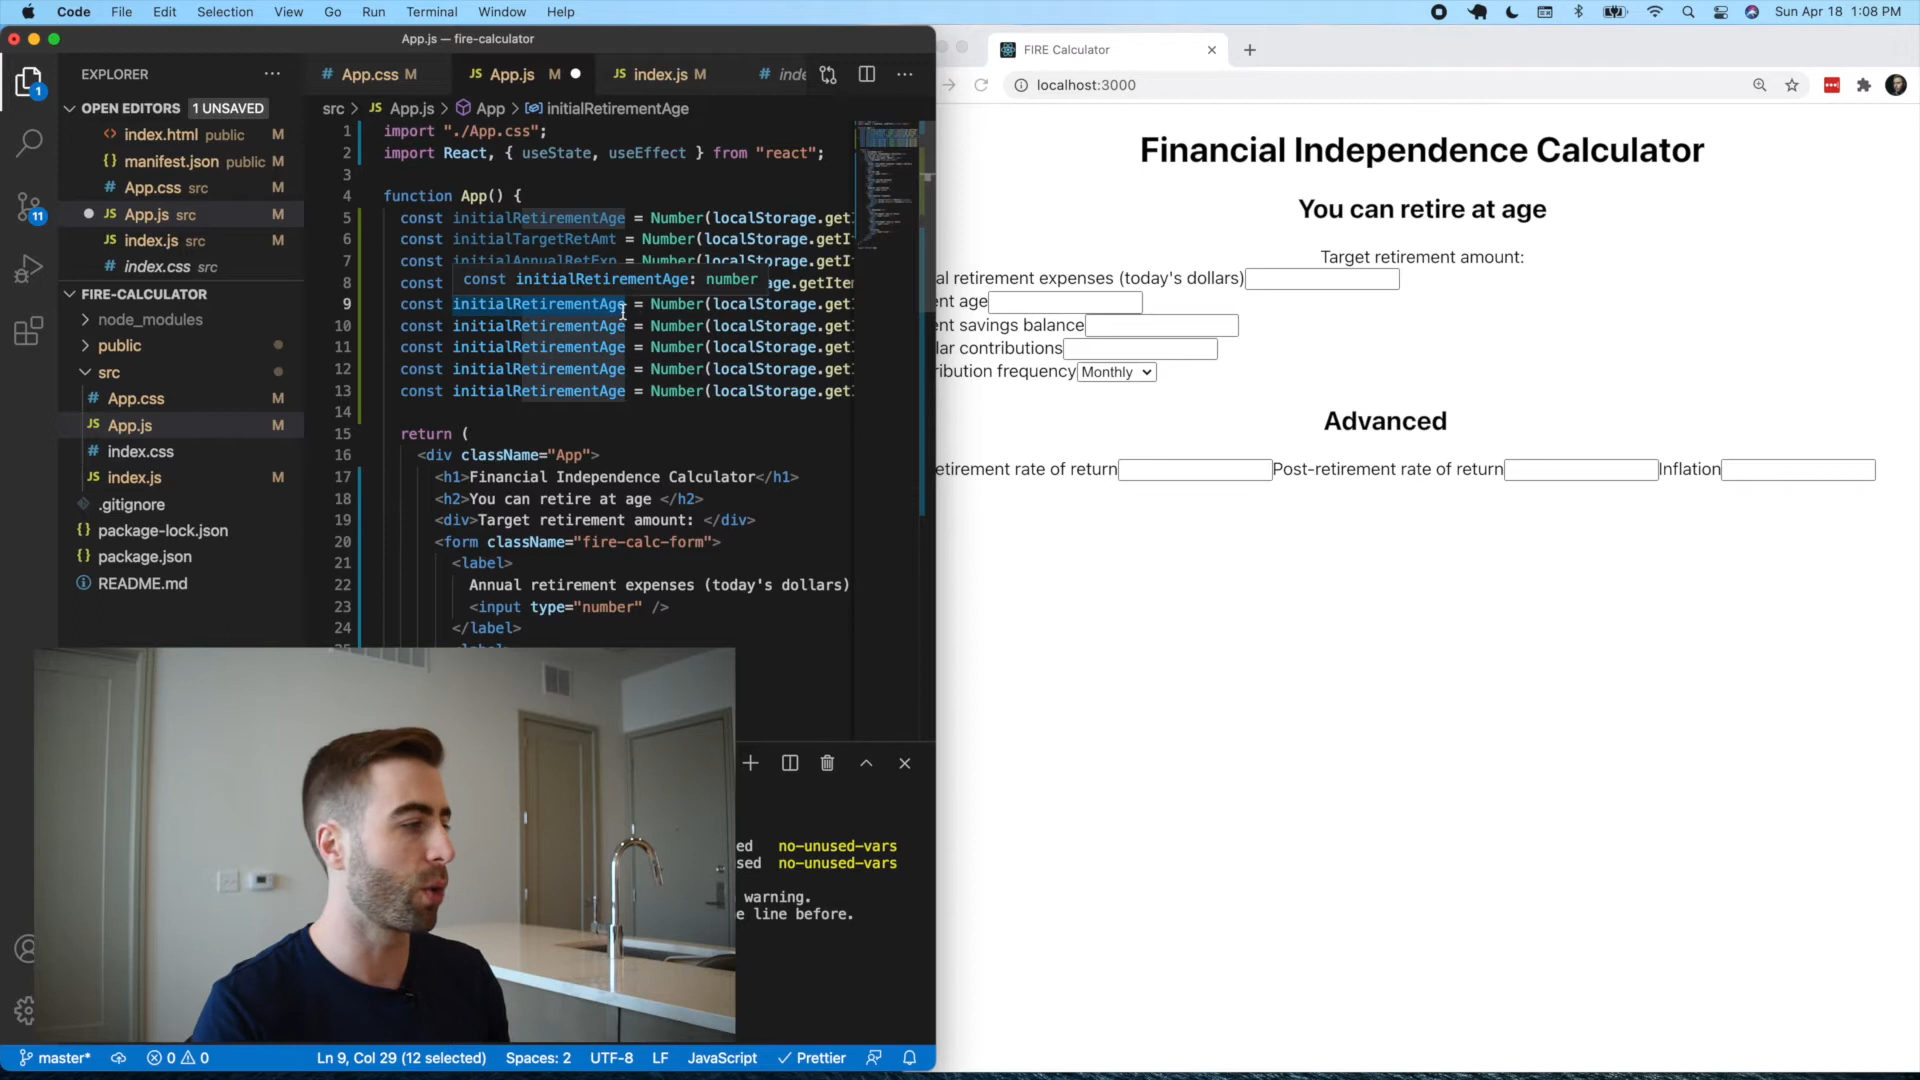 Code File Edit Selection View Go Run Terminal Window Help
Sun Apr 18 1:08 PM
App.js — fire-calculator
EXPLORER
OPEN EDITORS 1 UNSAVED
index.html public M
manifest.json public M
App.css src M
App.js src M
index.js src M
index.css src
FIRE-CALCULATOR
node_modules
public
src
App.css M
App.js M
index.css
index.js M
.gitignore
package-lock.json
package.json
README.md
1
11
App.css M
App.js M
index.js M
inde
src > App.js > App > initialRetirementAge
1 import "./App.css";
2 import React, { useState, useEffect } from "react";
3
4 function App() {
5 const initialRetirementAge = Number(localStorage.getI
6 const initialTargetRetAmt = Number(localStorage.getIt
7 const initialAnnualRetExp = Number(localStorage.getIt
const initialRetirementAge: number
8 const age.getItem
9 const initialRetirementAge = Number(localStorage.getI
10 const initialRetirementAge = Number(localStorage.getI
11 const initialRetirementAge = Number(localStorage.getI
12 const initialRetirementAge = Number(localStorage.getI
13 const initialRetirementAge = Number(localStorage.getI
14
15 return (
16 <div className="App">
17 <h1>Financial Independence Calculator</h1>
18 <h2>You can retire at age </h2>
19 <div>Target retirement amount: </div>
20 <form className="fire-calc-form">
21 <label>
22 Annual retirement expenses (today's dollars)
23 <input type="number" />
24 </label>
ed no-unused-vars
sed no-unused-vars
warning.
e line before.
master* 0 0 Ln 9, Col 29 (12 selected) Spaces: 2 UTF-8 LF JavaScript Prettier
FIRE Calculator
localhost:3000
Financial Independence Calculator
You can retire at age
Target retirement amount:
al retirement expenses (today's dollars)
ent age
ent savings balance
lar contributions
ribution frequency Monthly
Advanced
etirement rate of return Post-retirement rate of return Inflation